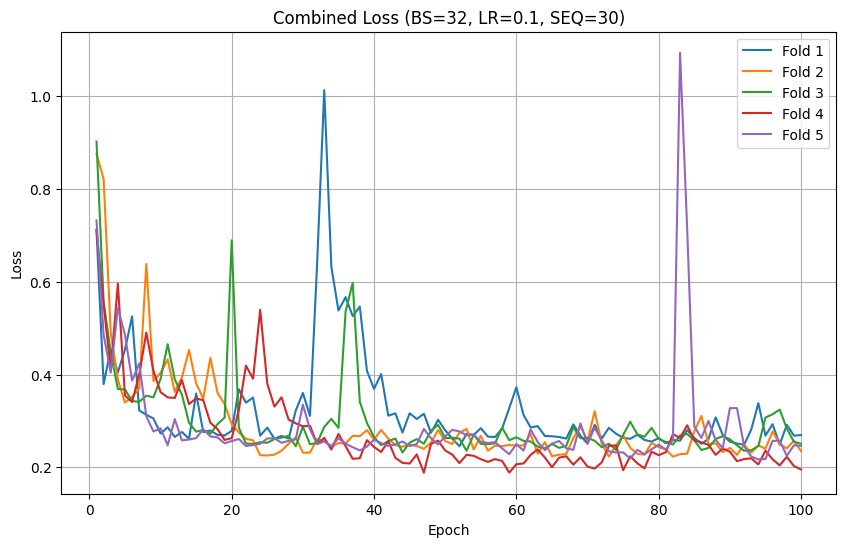 Combined Loss (BS=32, LR=0.1, SEQ=30)
Fold 1
Fold 2
Fold 3
Fold 4
Fold 5
Loss
1.0
0.8
0.6
0.4
0.2
0
20
40
60
80
100
Epoch